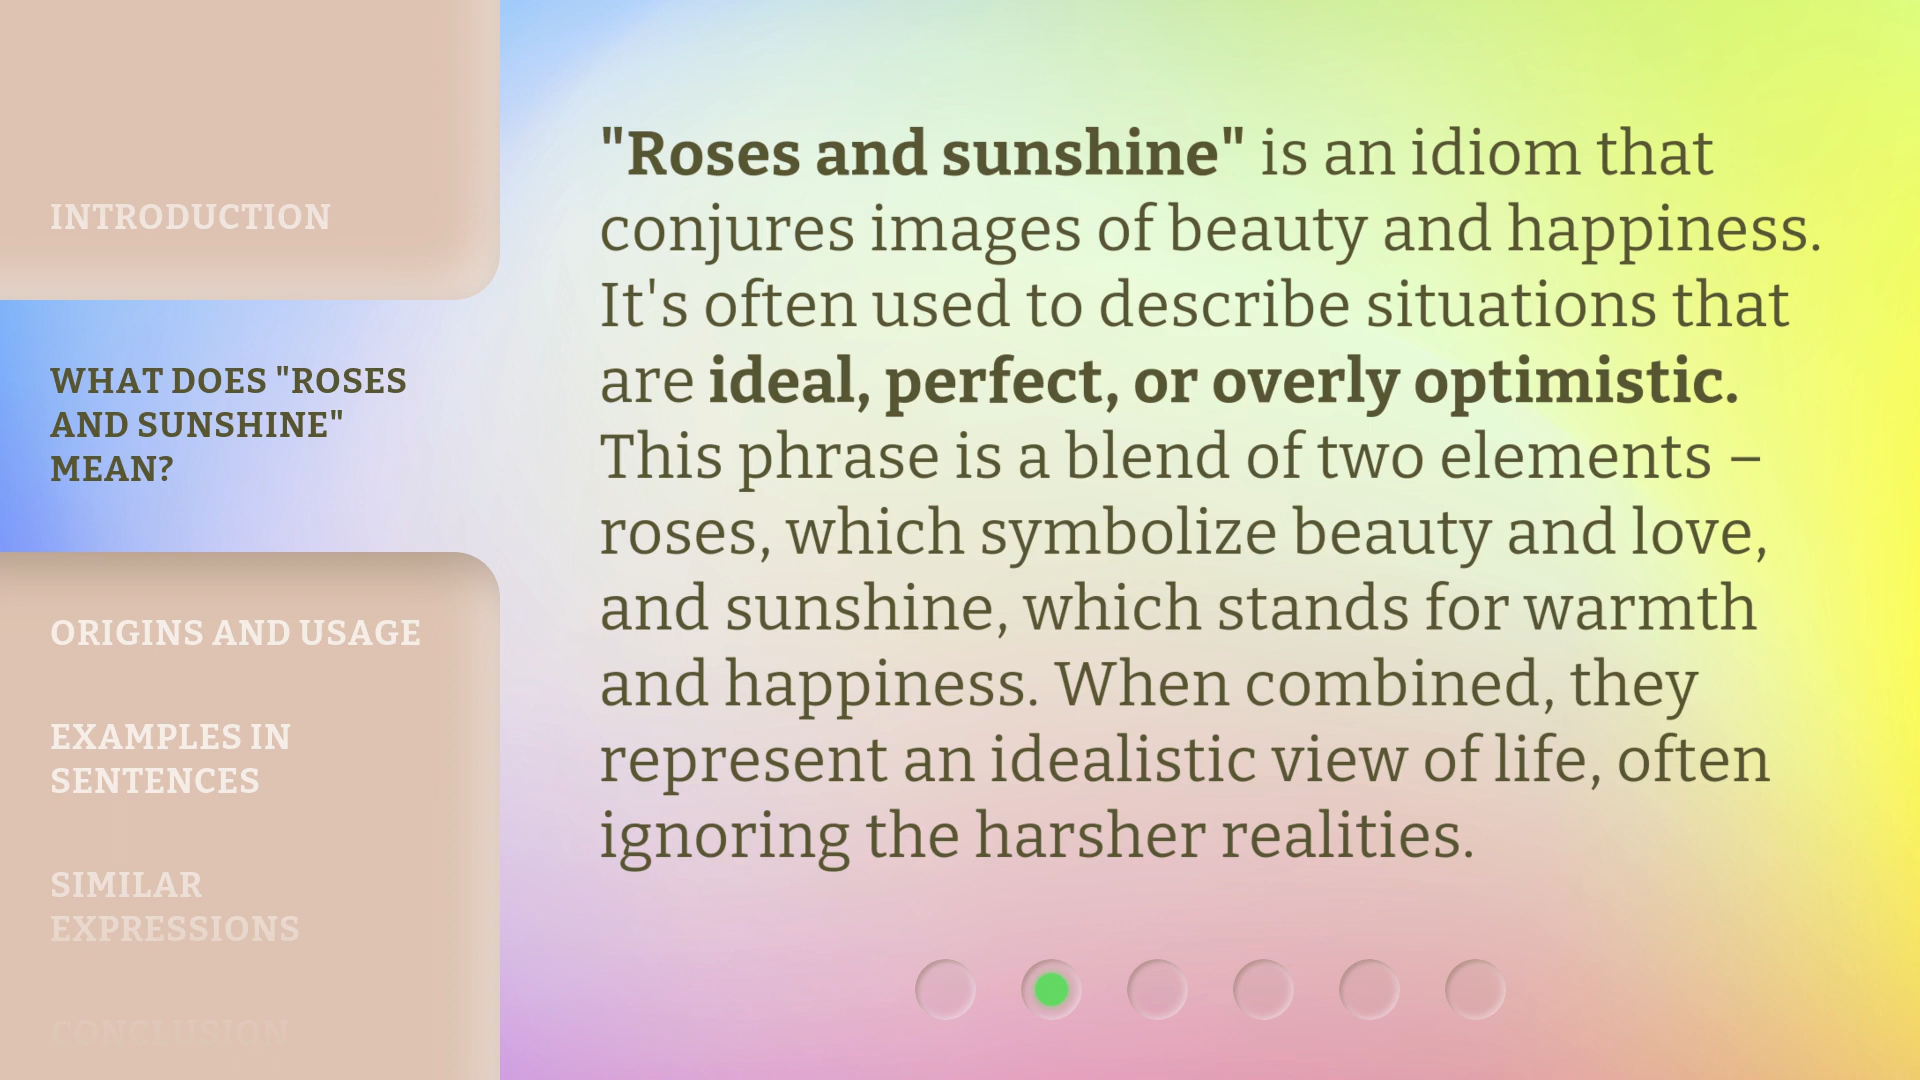 INTRODUCTION
WHAT DOES "ROSES
AND SUNSHINE"
MEAN?
ORIGINS AND USAGE
EXAMPLES IN
SENTENCES
SIMILAR
EXPRESSIONS
CONCLUSION
"Roses and sunshine" is an idiom that
conjures images of beauty and happiness.
It's often used to describe situations that
are ideal, perfect, or overly optimistic.
This phrase is a blend of two elements –
roses, which symbolize beauty and love,
and sunshine, which stands for warmth
and happiness. When combined, they
represent an idealistic view of life, often
ignoring the harsher realities.